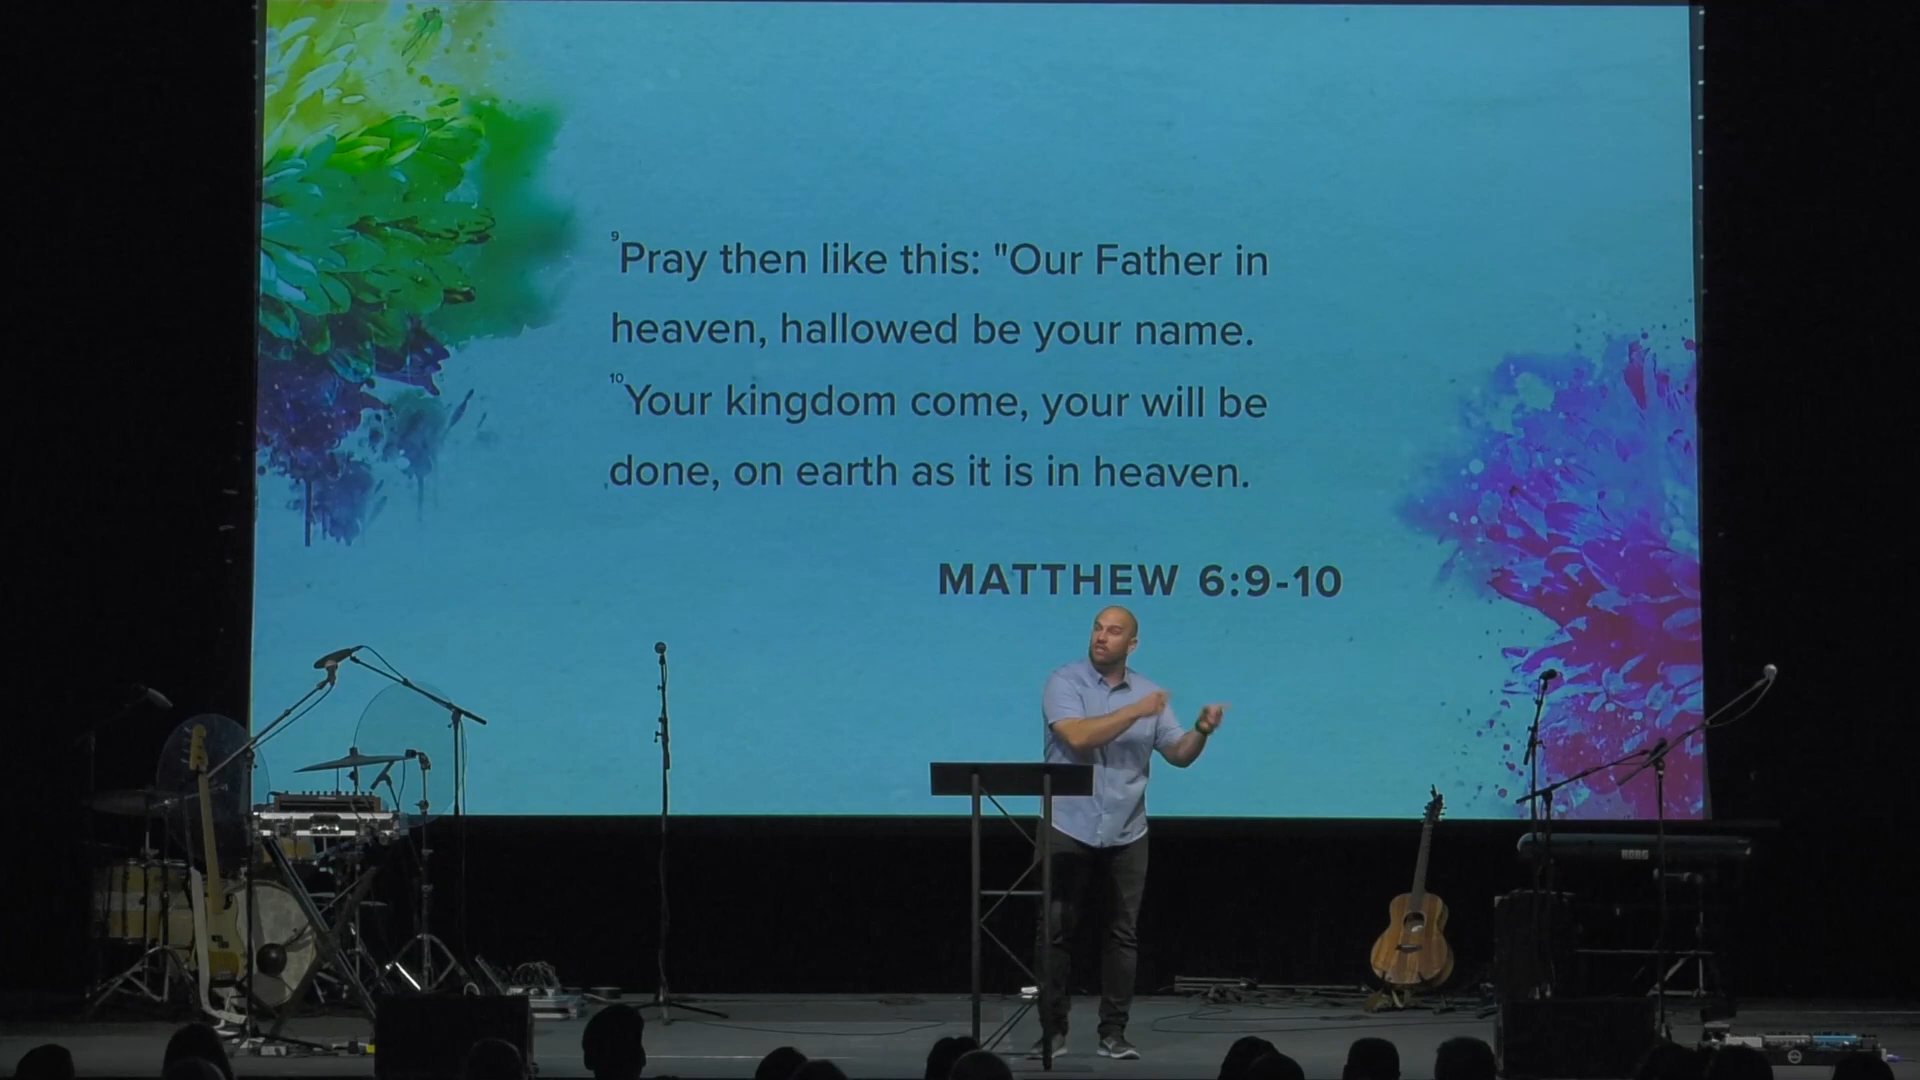 ⁹Pray then like this: "Our Father in
heaven, hallowed be your name.
¹⁰Your kingdom come, your will be
done, on earth as it is in heaven.
MATTHEW 6:9-10
KORG